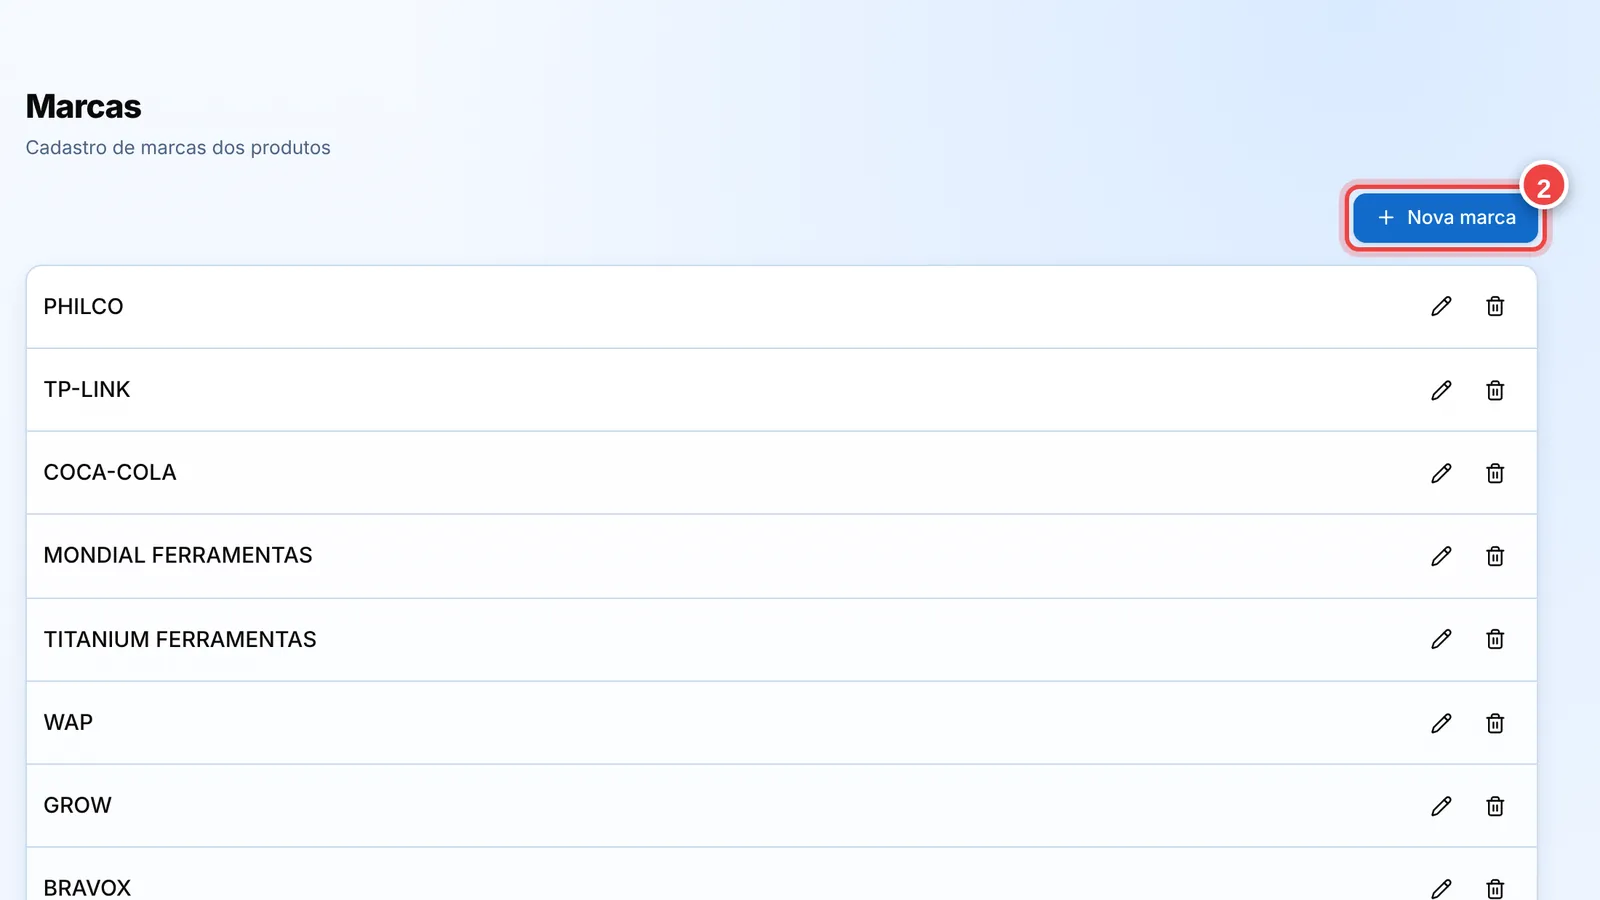 Marcas
Cadastro de marcas dos produtos
2
+ Nova marca
PHILCO
TP-LINK
COCA-COLA
MONDIAL FERRAMENTAS
TITANIUM FERRAMENTAS
WAP
GROW
BRAVOX